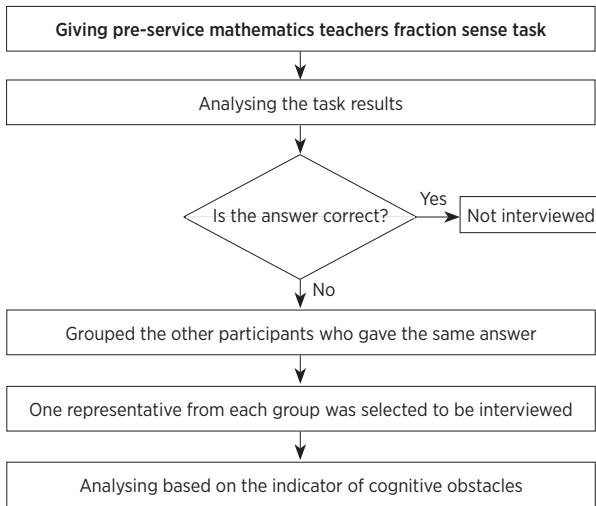 Giving pre-service mathematics teachers fraction sense task
Analysing the task results
Is the answer correct?
Yes
Not interviewed
No
Grouped the other participants who gave the same answer
One representative from each group was selected to be interviewed
Analysing based on the indicator of cognitive obstacles